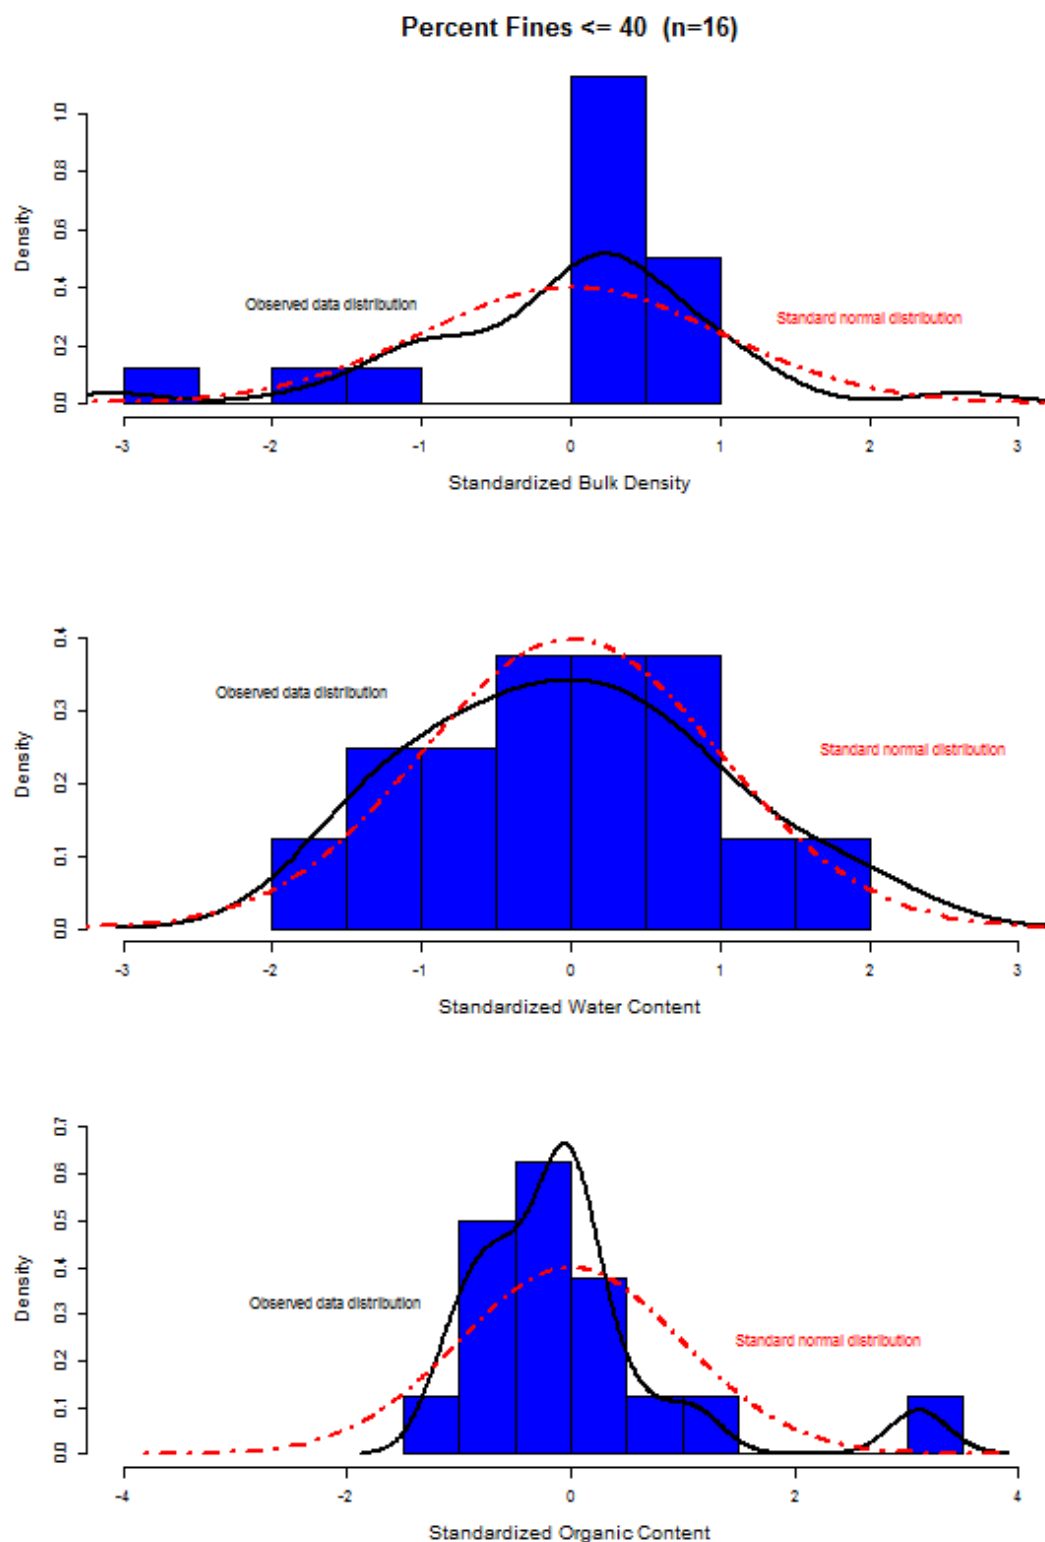 Percent Fines <= 40 (n=16)
Density
0.0 0.2 0.4 0.6 0.8 1.0
Observed data distribution
Standard normal distribution
-3 -2 -1 0 1 2 3
Standardized Bulk Density
Density
0.0 0.1 0.2 0.3 0.4
Observed data distribution
Standard normal distribution
-3 -2 -1 0 1 2 3
Standardized Water Content
Density
0.0 0.1 0.2 0.3 0.4 0.5 0.6 0.7
Observed data distribution
Standard normal distribution
-4 -2 0 2 4
Standardized Organic Content